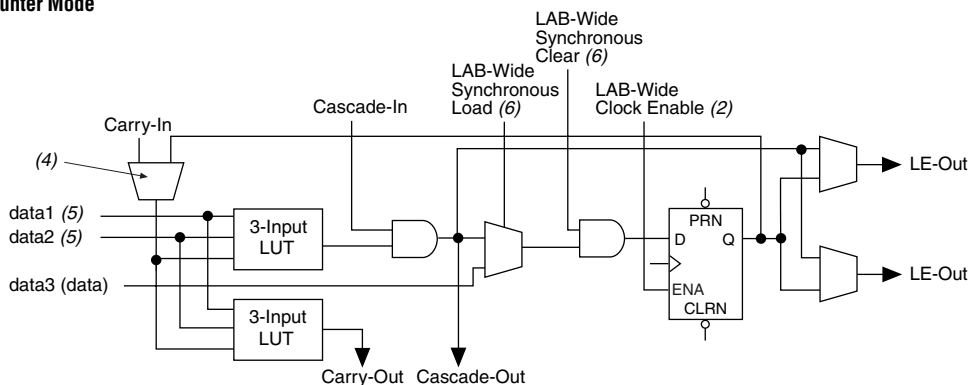 unter Mode
LAB-Wide
Synchronous
Clear (6)
LAB-Wide
Synchronous
Load (6)
LAB-Wide
Clock Enable (2)
Cascade-In
Carry-In
(4)
data1 (5)
data2 (5)
data3 (data)
3-Input
LUT
3-Input
LUT
PRN
D
Q
ENA
CLRN
LE-Out
LE-Out
Carry-Out
Cascade-Out